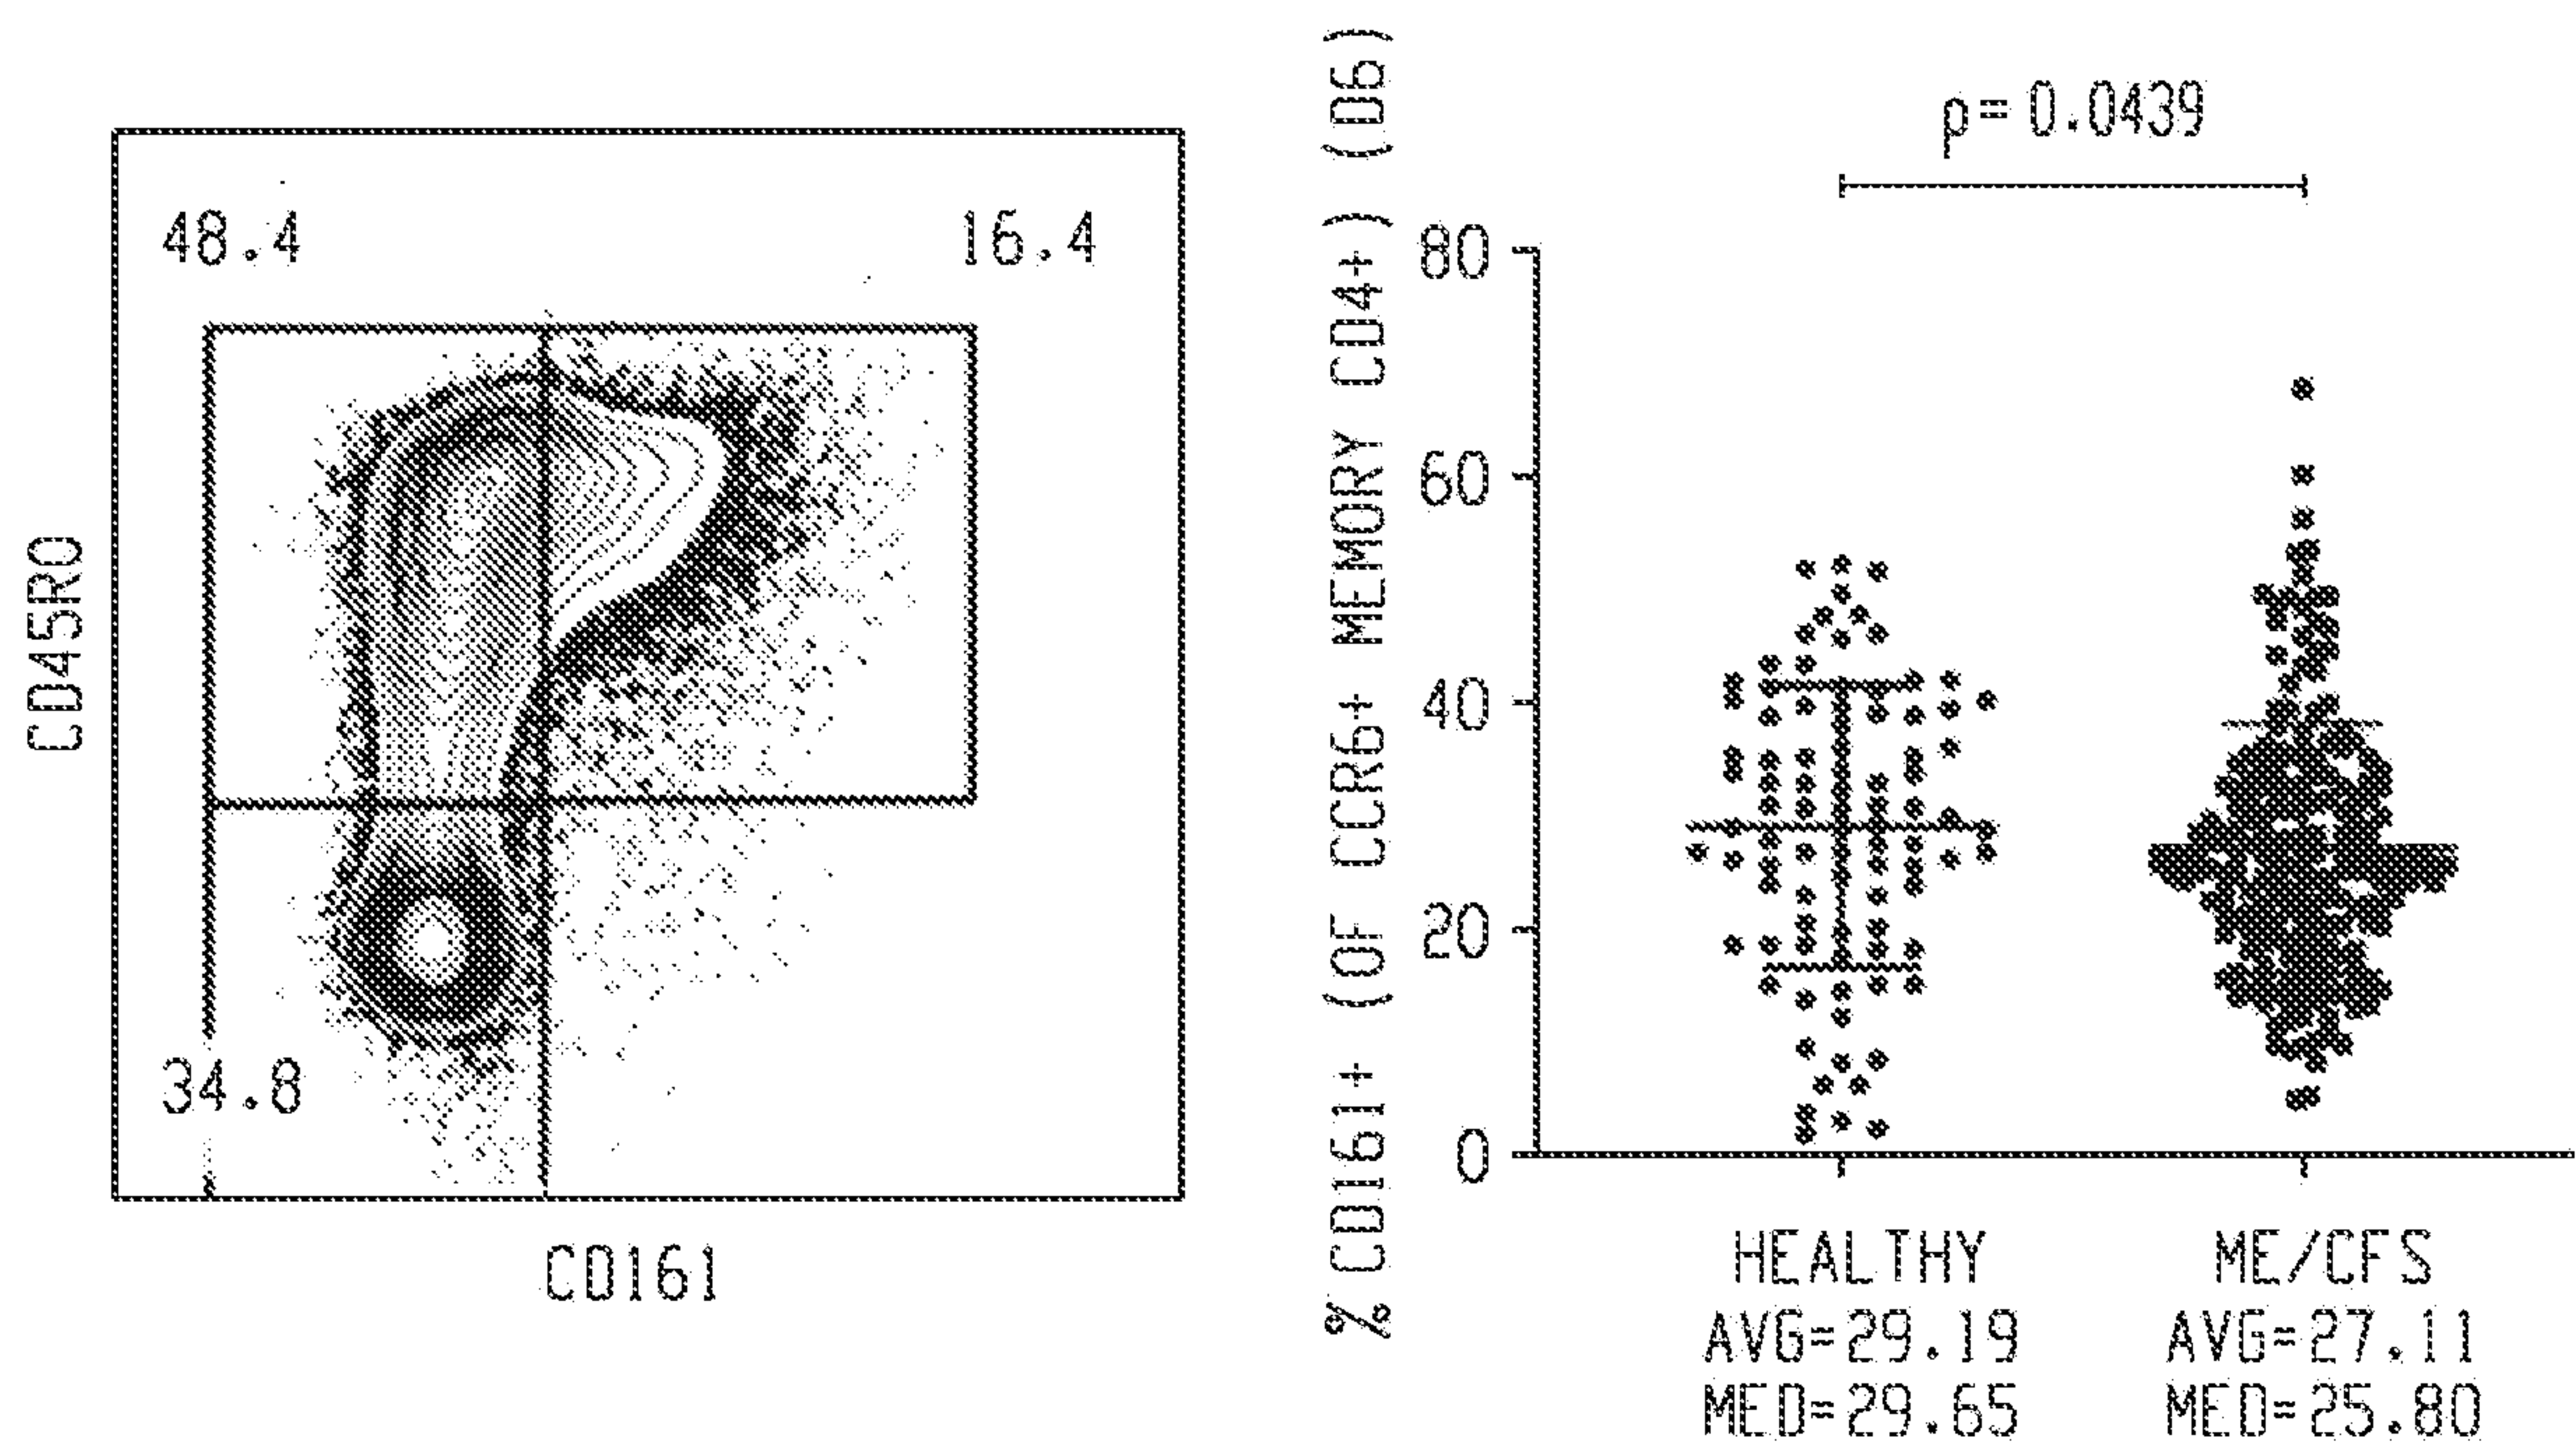 48.4
16.4
34.8
CD45RO
CD161
% CD161+ (OF CCR6+ MEMORY CD4+) (D6)
p= 0.0439
80
60
40
20
0
HEALTHY
AVG=29.19
MED=29.65
ME/CFS
AVG=27.11
MED=25.80